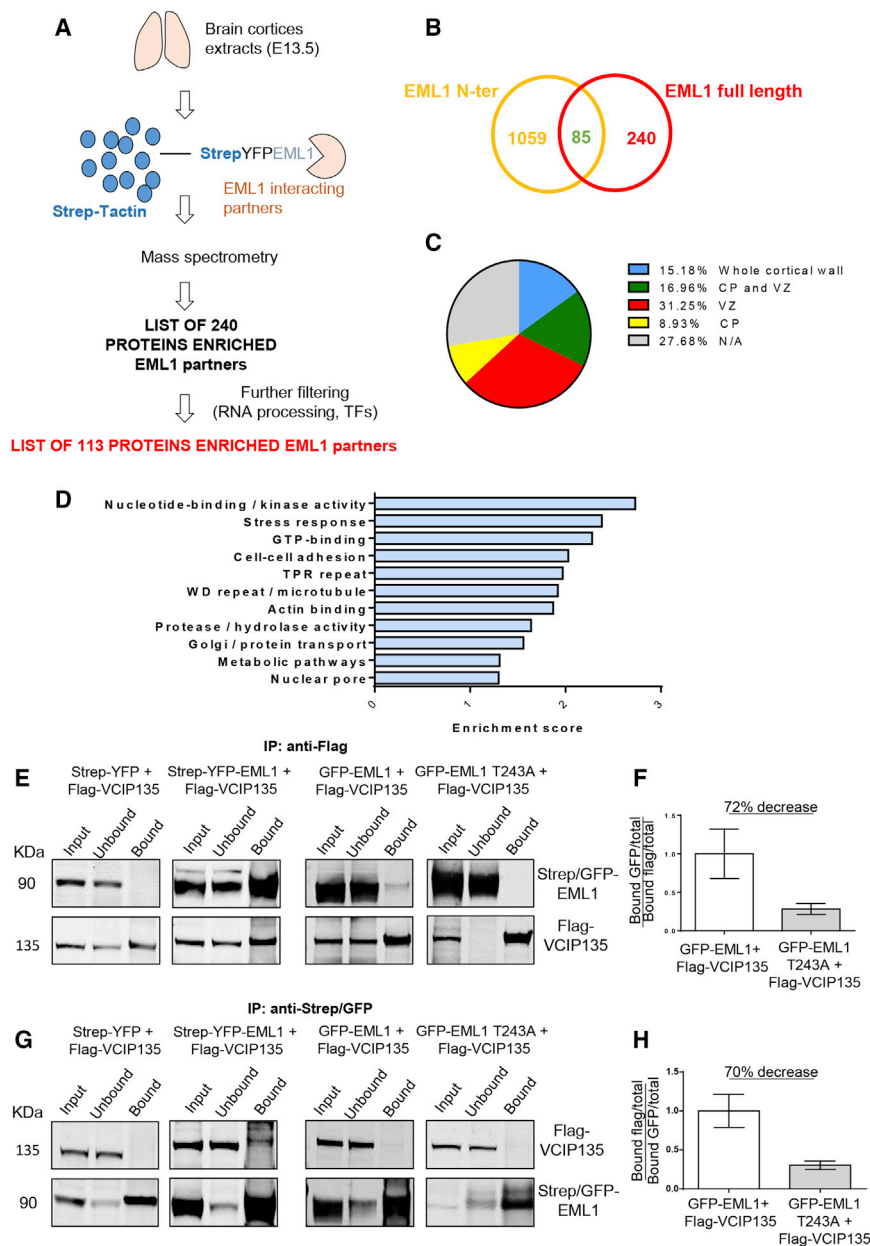 A
Brain cortices
extracts (E13.5)
StrepYFPEML1
EML1 interacting
partners
Strep-Tactin
Mass spectrometry
LIST OF 240
PROTEINS ENRICHED
EML1 partners
Further filtering
(RNA processing, TFs)
LIST OF 113 PROTEINS ENRICHED EML1 partners
B
EML1 N-ter
EML1 full length
1059
85
240
C
15.18% Whole cortical wall
16.96% CP and VZ
31.25% VZ
8.93% CP
27.68% N/A
D
Nucleotide-binding / kinase activity
Stress response
GTP-binding
Cell-cell adhesion
TPR repeat
WD repeat / microtubule
Actin binding
Protease / hydrolase activity
Golgi / protein transport
Metabolic pathways
Nuclear pore
0
1
2
3
Enrichment score
IP: anti-Flag
E
Strep-YFP +
Flag-VCIP135
Strep-YFP-EML1 +
Flag-VCIP135
GFP-EML1 +
Flag-VCIP135
GFP-EML1 T243A +
Flag-VCIP135
Input
Unbound
Bound
Input
Unbound
Bound
Input
Unbound
Bound
Input
Unbound
Bound
KDa
90
Strep/GFP-
EML1
135
Flag-
VCIP135
F
72% decrease
Bound GFP/total
Bound flag/total
1.5
1.0
0.5
0.0
GFP-EML1+
Flag-VCIP135
GFP-EML1
T243A +
Flag-VCIP135
IP: anti-Strep/GFP
G
Strep-YFP +
Flag-VCIP135
Strep-YFP-EML1 +
Flag-VCIP135
GFP-EML1 +
Flag-VCIP135
GFP-EML1 T243A +
Flag-VCIP135
Input
Unbound
Bound
Input
Unbound
Bound
Input
Unbound
Bound
Input
Unbound
Bound
KDa
135
Flag-
VCIP135
90
Strep/GFP-
EML1
H
70% decrease
Bound flag/total
Bound GFP/total
1.5
1.0
0.5
0.0
GFP-EML1+
Flag-VCIP135
GFP-EML1
T243A +
Flag-VCIP135